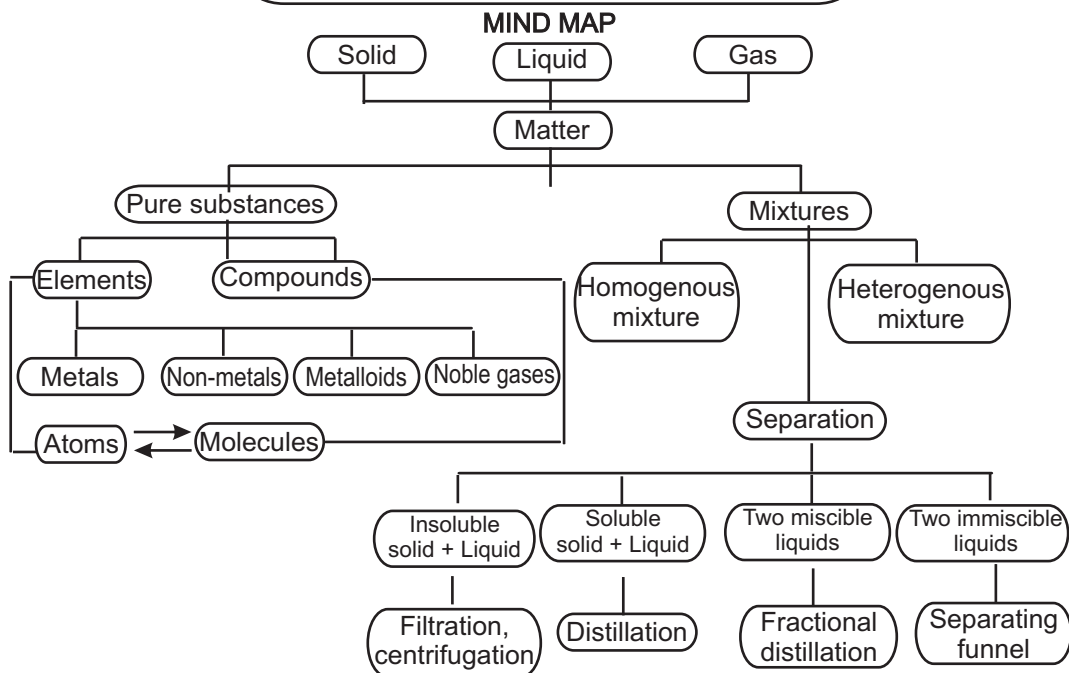 MIND MAP
Solid
Liquid
Gas
Matter
Pure substances
Mixtures
Elements
Compounds
Homogenous
mixture
Heterogenous
mixture
Metals
Non-metals
Metalloids
Noble gases
Atoms
Molecules
Separation
Insoluble
solid + Liquid
Soluble
solid + Liquid
Two miscible
liquids
Two immiscible
liquids
Filtration,
centrifugation
Distillation
Fractional
distillation
Separating
funnel